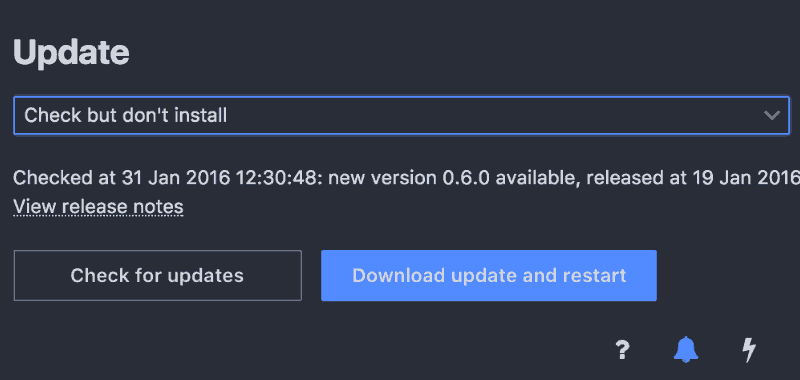 Update
Check but don't install
Checked at 31 Jan 2016 12:30:48: new version 0.6.0 available, released at 19 Jan 2016
View release notes
Check for updates
Download update and restart
?